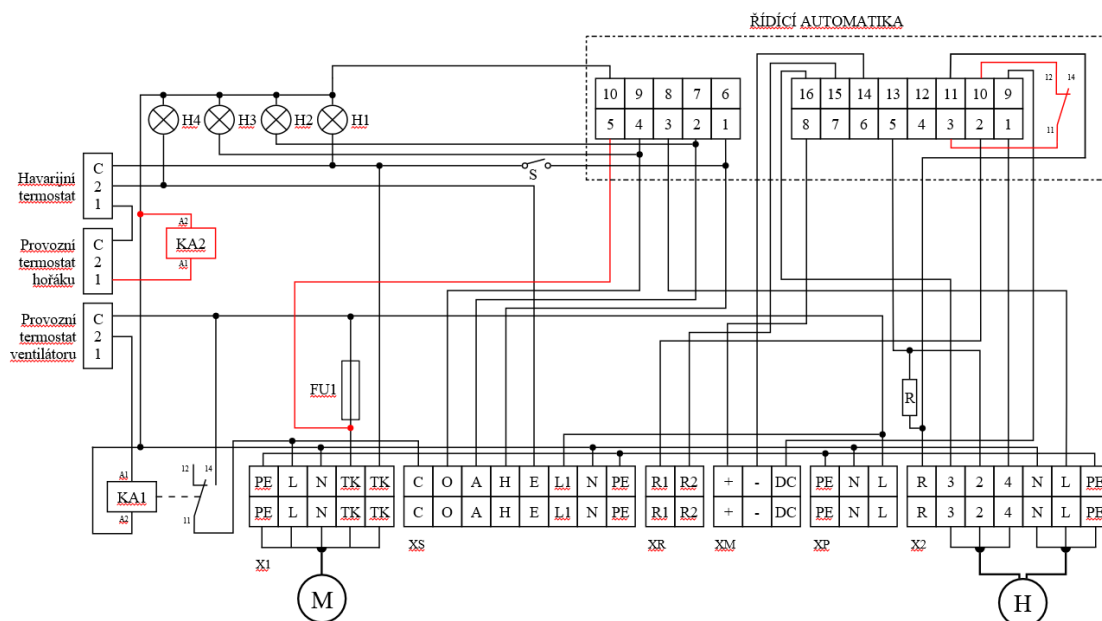 ŘÍDÍCÍ AUTOMATIKA
10 9 8 7 6
5 4 3 2 1
16 15 14 13 12 11 10 9
8 7 6 5 4 3 2 1
12 14
11
H4 H3 H2 H1
S
Havarijní
termostat
C
2
1
A2
KA2
A1
Provozní
termostat
hořáku
C
2
1
Provozní
termostat
ventilátoru
C
2
1
FU1
R
A1
KA1
A2
12 14
11
PE L N TK TK
PE L N TK TK
X1
C O A H E L1 N PE
C O A H E L1 N PE
XS
R1 R2
R1 R2
XR
+ - DC
+ - DC
XM
PE N L
PE N L
XP
R 3 2 4 N L PE
R 3 2 4 N L PE
X2
M
H